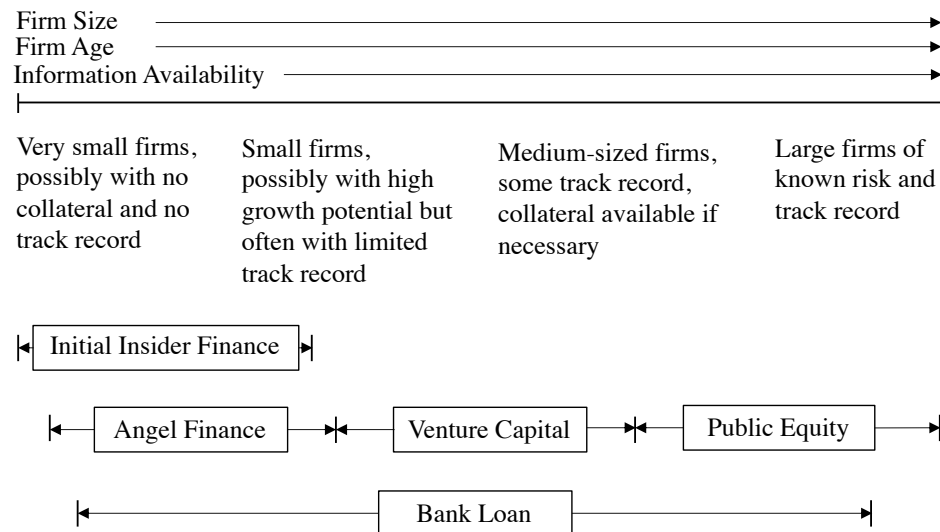 Firm Size
Firm Age
Information Availability
Very small firms,
possibly with no
collateral and no
track record
Small firms,
possibly with high
growth potential but
often with limited
track record
Medium-sized firms,
some track record,
collateral available if
necessary
Large firms of
known risk and
track record
Initial Insider Finance
Angel Finance
Venture Capital
Public Equity
Bank Loan